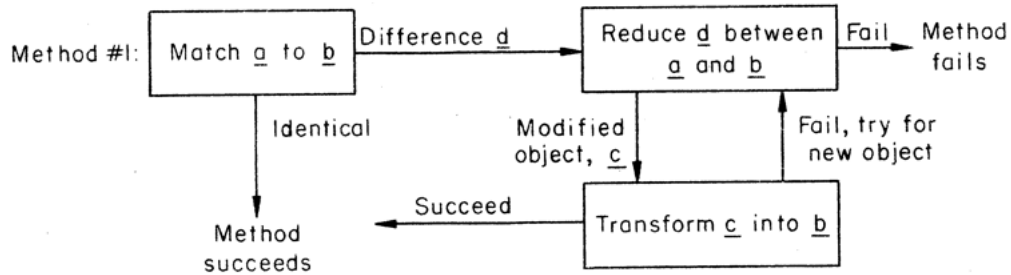 Method #1:
Match a to b
Difference d
Reduce d between
a and b
Fail
Method
fails
Identical
Modified
object, c
Fail, try for
new object
Succeed
Transform c into b
Method
succeeds